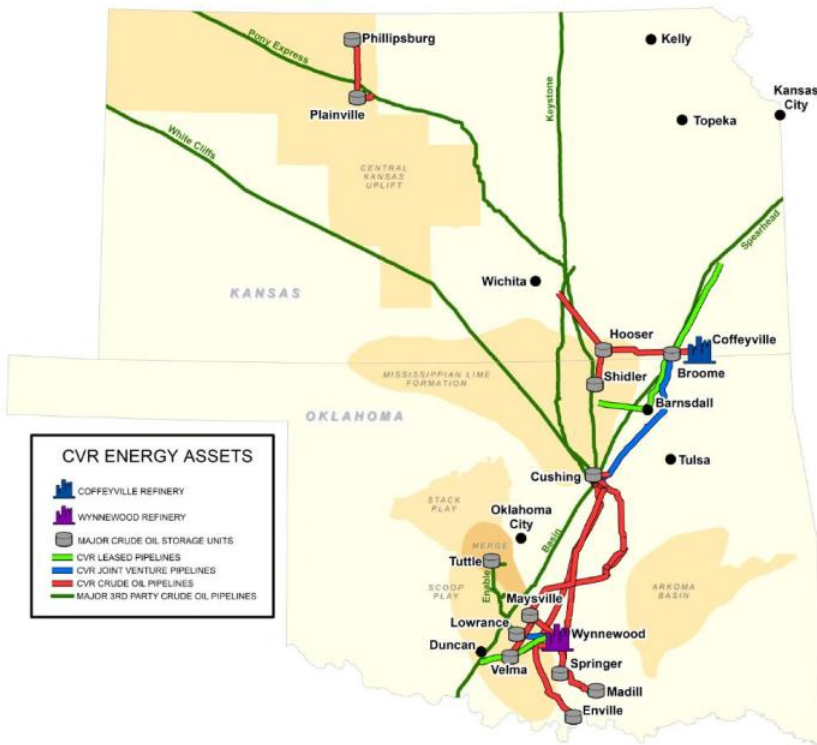 Phillipsburg
Kelly
Pony Express
Plainville
Keystone
Kansas
City
Topeka
White Cliffs
CENTRAL
KANSAS
UPLIFT
Spearhead
Wichita
KANSAS
Hooser
Coffeyville
Broome
Shidler
MISSISSIPPIAN LIME
FORMATION
Barnsdall
OKLAHOMA
CVR ENERGY ASSETS
COFFEYVILLE REFINERY
WYNNEWOOD REFINERY
MAJOR CRUDE OIL STORAGE UNITS
CVR LEASED PIPELINES
CVR JOINT VENTURE PIPELINES
CVR CRUDE OIL PIPELINES
MAJOR 3RD PARTY CRUDE OIL PIPELINES
Tulsa
Cushing
STACK
PLAY
Oklahoma
City
Basin
MERGE
Tuttle
Enable
SCOOP
PLAY
ARKOMA
BASIN
Maysville
Lowrance
Wynnewood
Duncan
Velma
Springer
Madill
Enville